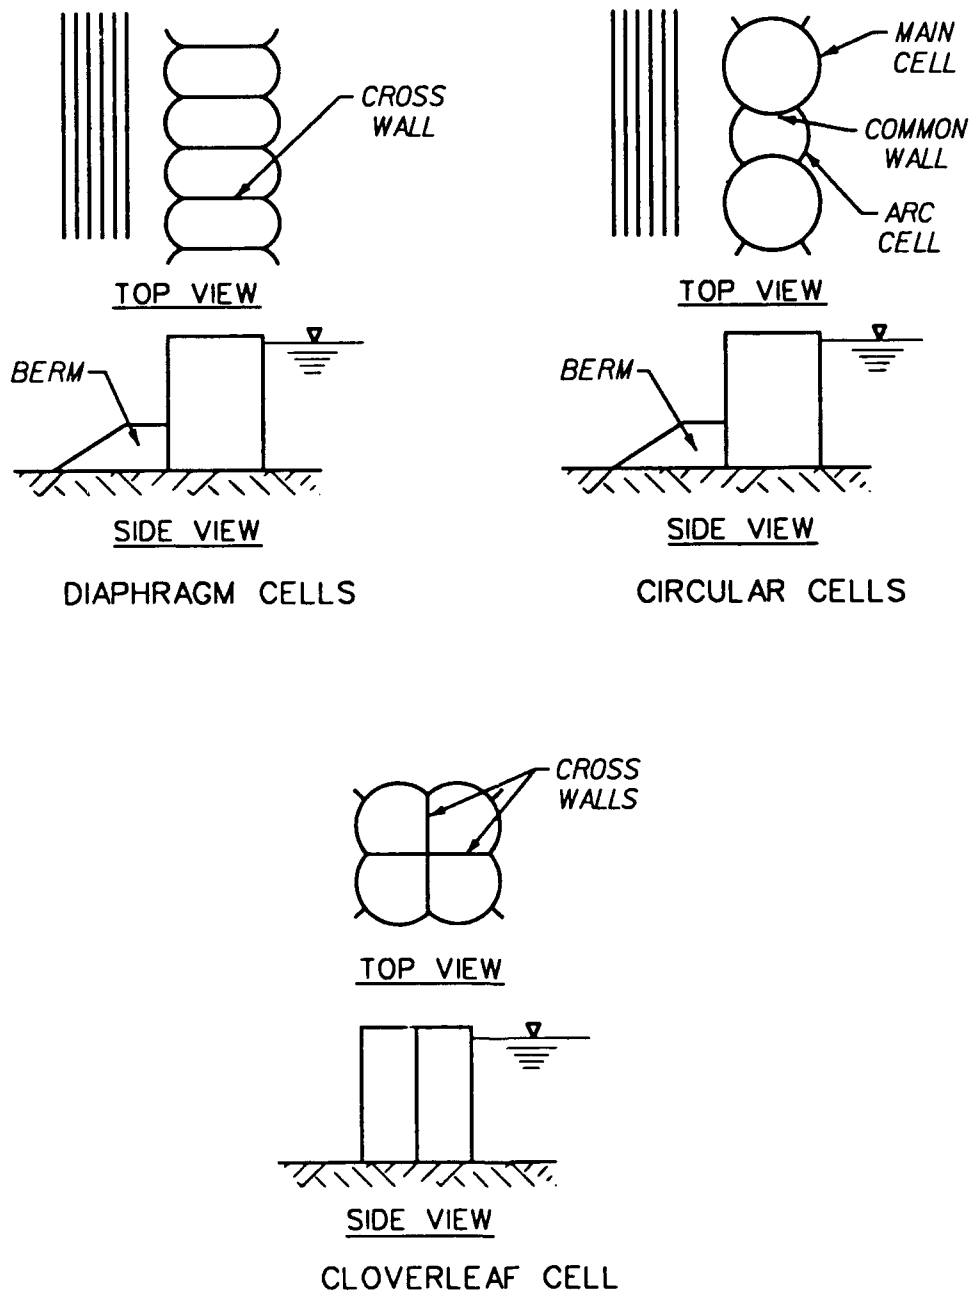 CROSS
WALL
TOP VIEW
BERM
SIDE VIEW
DIAPHRAGM CELLS
MAIN
CELL
COMMON
WALL
ARC
CELL
TOP VIEW
BERM
SIDE VIEW
CIRCULAR CELLS
CROSS
WALLS
TOP VIEW
SIDE VIEW
CLOVERLEAF CELL